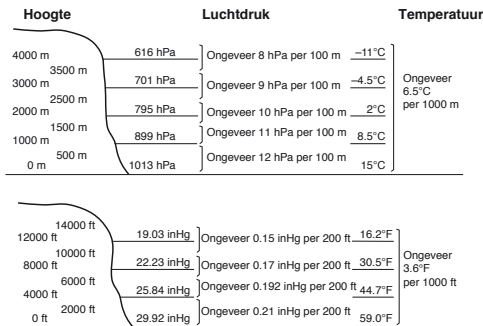 Hoogte Luchtdruk Temperatuur
4000 m 616 hPa Ongeveer 8 hPa per 100 m –11°C
3500 m
3000 m 701 hPa Ongeveer 9 hPa per 100 m –4.5°C Ongeveer
6.5°C
per 1000 m
2500 m
2000 m 795 hPa Ongeveer 10 hPa per 100 m 2°C
1500 m
1000 m 899 hPa Ongeveer 11 hPa per 100 m 8.5°C
500 m
0 m 1013 hPa Ongeveer 12 hPa per 100 m 15°C
14000 ft
12000 ft 19.03 inHg Ongeveer 0.15 inHg per 200 ft 16.2°F
10000 ft
8000 ft 22.23 inHg Ongeveer 0.17 inHg per 200 ft 30.5°F Ongeveer
3.6°F
per 1000 ft
6000 ft
4000 ft 25.84 inHg Ongeveer 0.192 inHg per 200 ft 44.7°F
2000 ft
0 ft 29.92 inHg Ongeveer 0.21 inHg per 200 ft 59.0°F